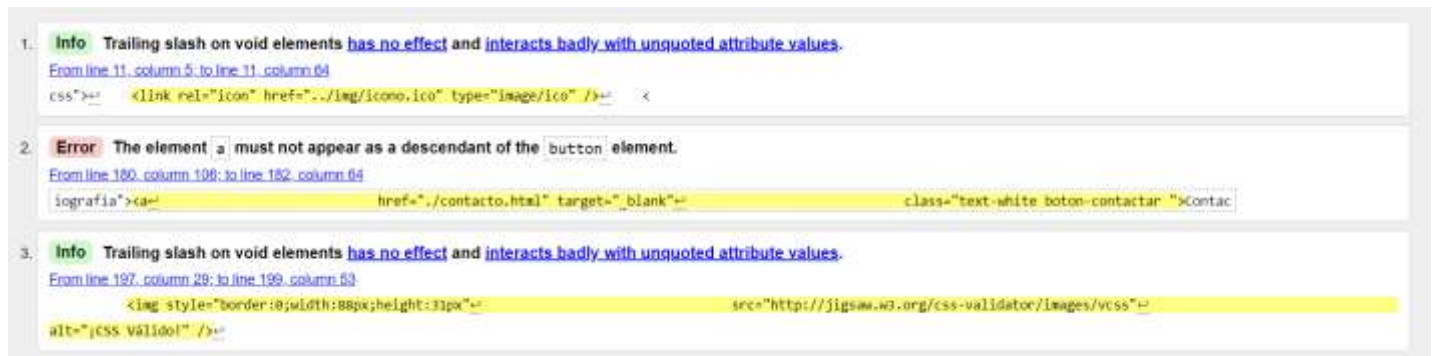 1. Info Trailing slash on void elements has no effect and interacts badly with unquoted attribute values.
From line 11, column 5; to line 11, column 64
css">↩ <link rel="icon" href="../img/icono.ico" type="image/ico" />↩ <
2. Error The element a must not appear as a descendant of the button element.
From line 180, column 106; to line 182, column 64
iografia"><a↩ href="./contacto.html" target="_blank"↩ class="text-white boton-contactar ">Contac
3. Info Trailing slash on void elements has no effect and interacts badly with unquoted attribute values.
From line 197, column 29; to line 199, column 53
<img style="border:0;width:88px;height:31px"↩ src="http://jigsaw.w3.org/css-validator/images/vcss"↩
alt="¡CSS Válido!" />↩